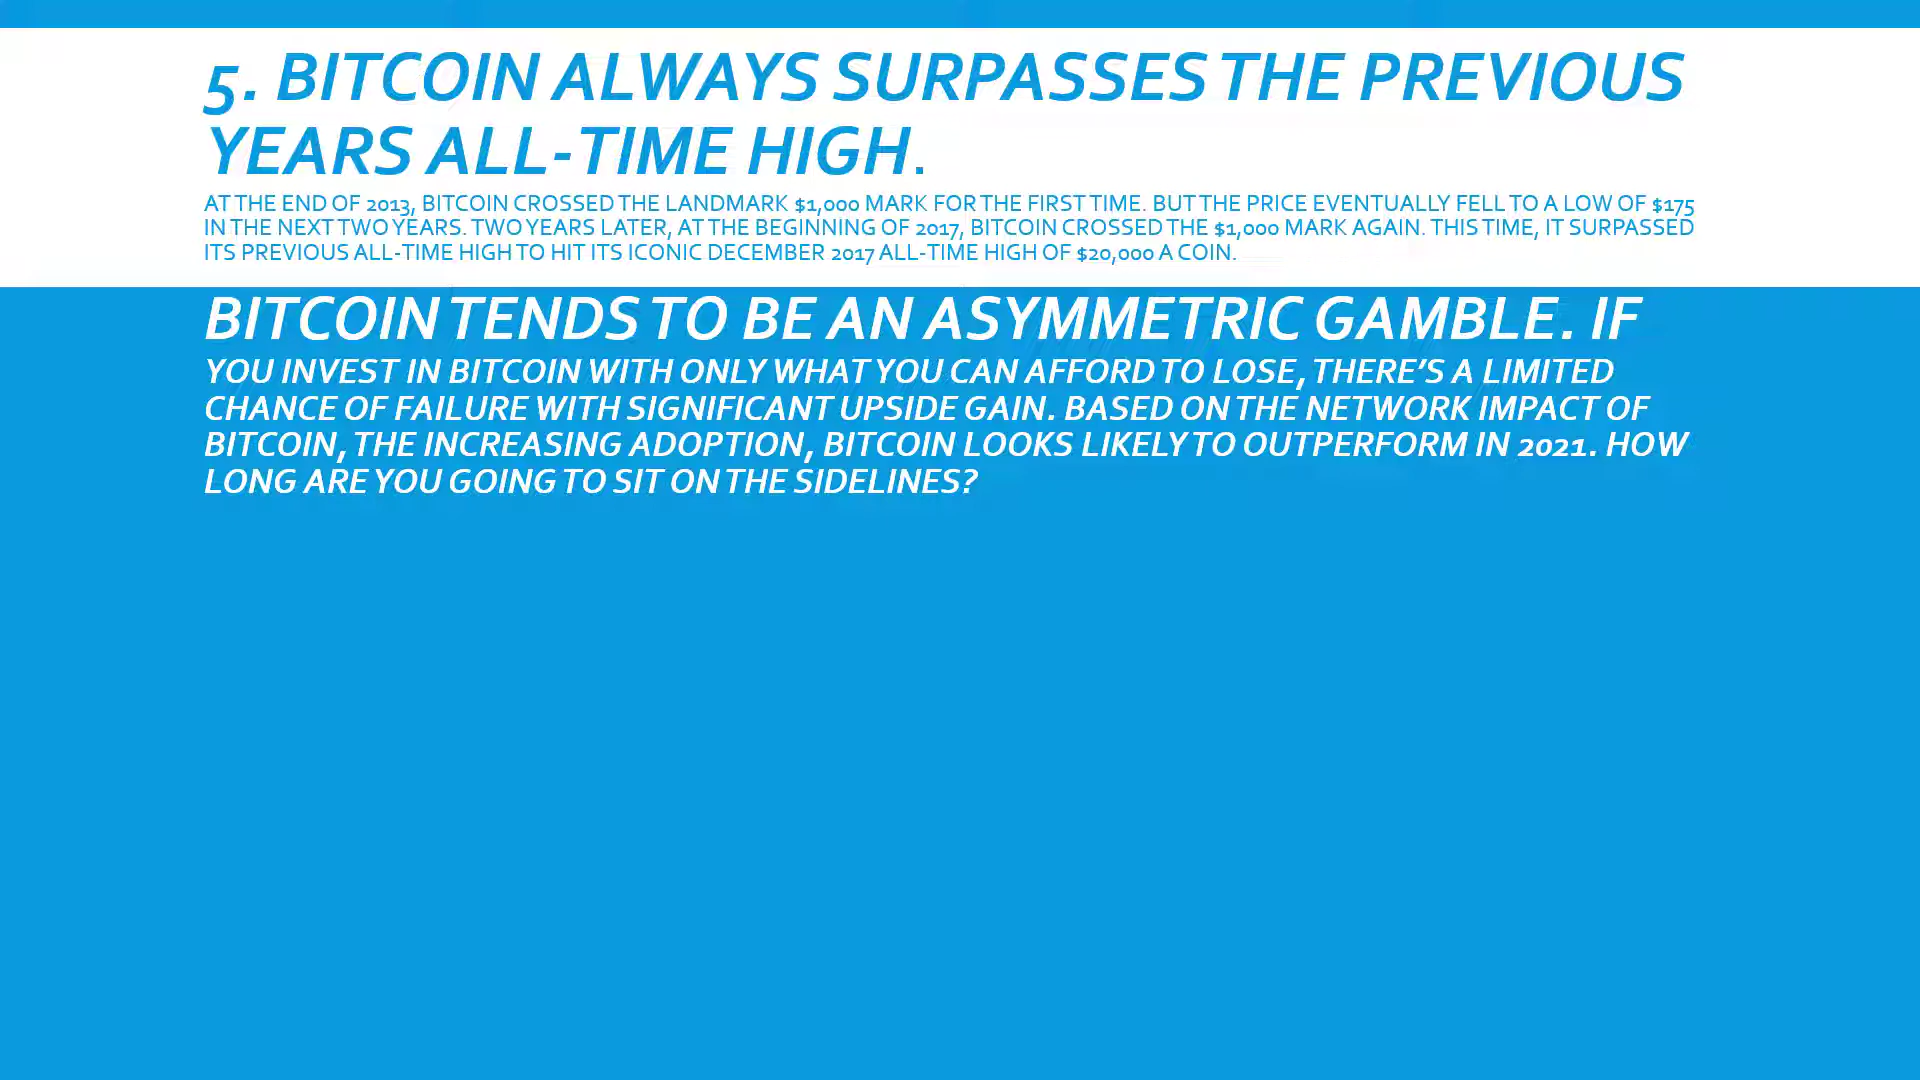 5. BITCOIN ALWAYS SURPASSES THE PREVIOUS
YEARS ALL-TIME HIGH.
AT THE END OF 2013, BITCOIN CROSSED THE LANDMARK $1,000 MARK FOR THE FIRST TIME. BUT THE PRICE EVENTUALLY FELL TO A LOW OF $175
IN THE NEXT TWO YEARS. TWO YEARS LATER, AT THE BEGINNING OF 2017, BITCOIN CROSSED THE $1,000 MARK AGAIN. THIS TIME, IT SURPASSED
ITS PREVIOUS ALL-TIME HIGH TO HIT ITS ICONIC DECEMBER 2017 ALL-TIME HIGH OF $20,000 A COIN.
BITCOIN TENDS TO BE AN ASYMMETRIC GAMBLE. IF
YOU INVEST IN BITCOIN WITH ONLY WHAT YOU CAN AFFORD TO LOSE, THERE’S A LIMITED
CHANCE OF FAILURE WITH SIGNIFICANT UPSIDE GAIN. BASED ON THE NETWORK IMPACT OF
BITCOIN, THE INCREASING ADOPTION, BITCOIN LOOKS LIKELY TO OUTPERFORM IN 2021. HOW
LONG ARE YOU GOING TO SIT ON THE SIDELINES?